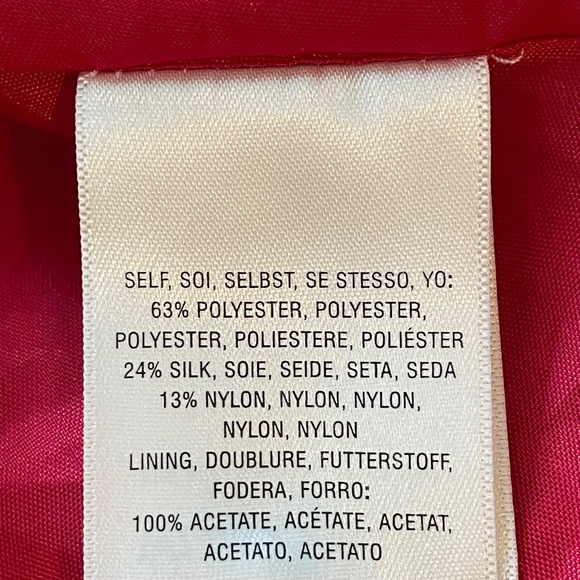 SELF, SOI, SELBST, SE STESSO, YO:
63% POLYESTER, POLYESTER,
POLYESTER, POLIESTERE, POLIÉSTER
24% SILK, SOIE, SEIDE, SETA, SEDA
13% NYLON, NYLON, NYLON,
NYLON, NYLON
LINING, DOUBLURE, FUTTERSTOFF,
FODERA, FORRO:
100% ACETATE, ACÉTATE, ACETAT,
ACETATO, ACETATO